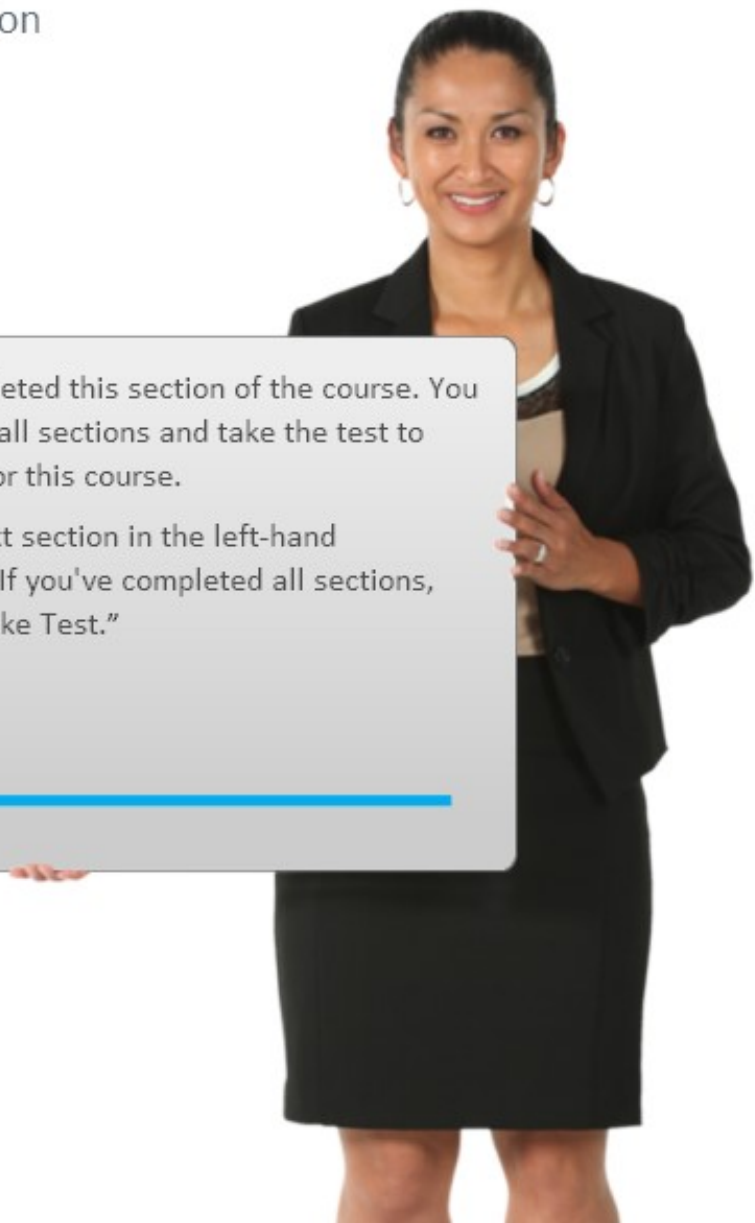 on
eted this section of the course. You
all sections and take the test to
or this course.
ct section in the left-hand
If you've completed all sections,
ke Test.”